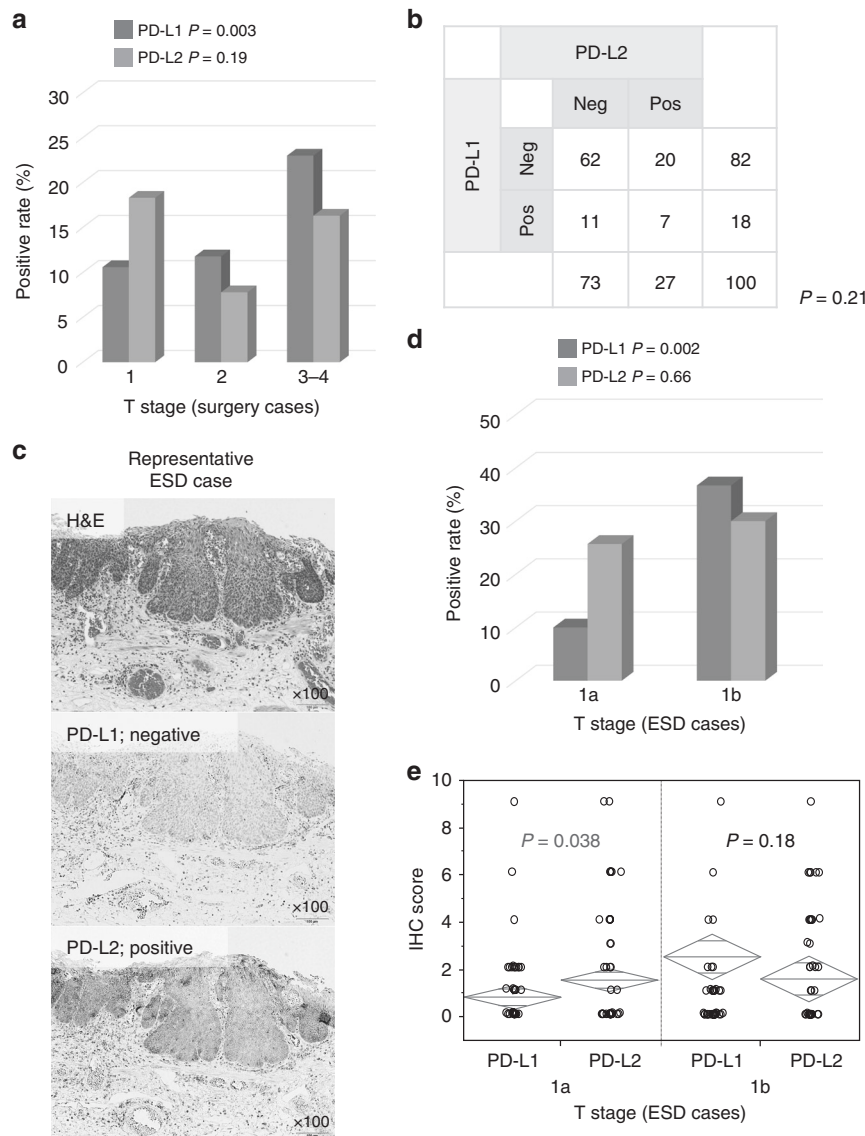 a
PD-L1 P = 0.003
PD-L2 P = 0.19
30
25
20
15
10
5
0
Positive rate (%)
1 2 3–4
T stage (surgery cases)
b
PD-L2
Neg Pos
PD-L1
Neg 62 20 82
Pos 11 7 18
73 27 100
P = 0.21
c
Representative
ESD case
H&E
×100
PD-L1; negative
×100
PD-L2; positive
×100
d
PD-L1 P = 0.002
PD-L2 P = 0.66
50
40
30
20
10
0
Positive rate (%)
1a 1b
T stage (ESD cases)
e
10
8
6
4
2
0
IHC score
P = 0.038 P = 0.18
PD-L1 PD-L2 PD-L1 PD-L2
1a 1b
T stage (ESD cases)